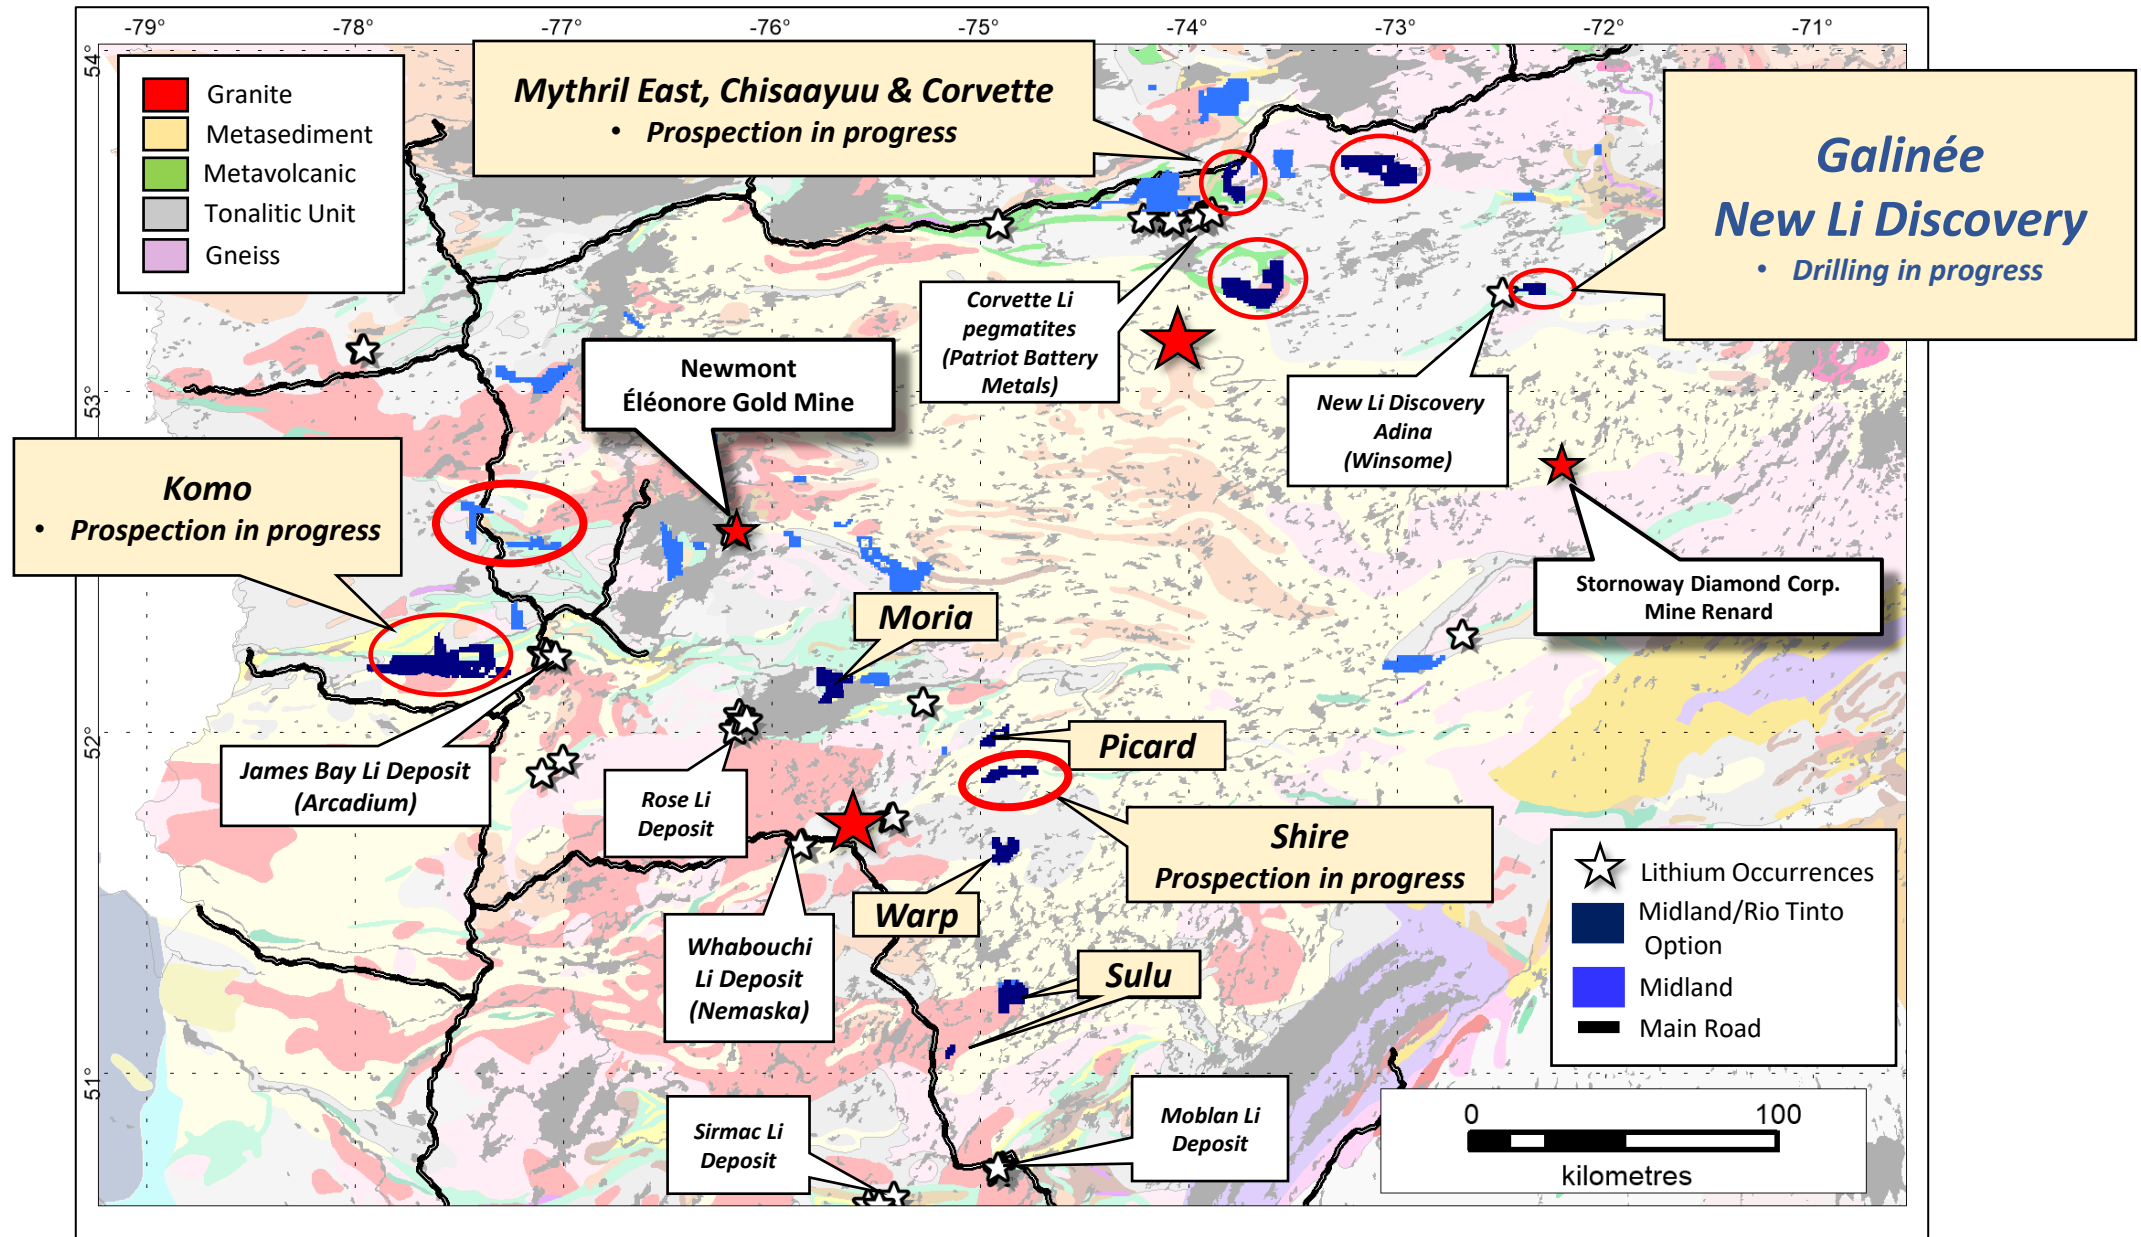 -79° -78° -77° -76° -75° -74° -73° -72° -71°
54°
53°
52°
51°
Granite
Metasediment
Metavolcanic
Tonalitic Unit
Gneiss
Mythril East, Chisaayuu & Corvette
• Prospection in progress
Galinée
New Li Discovery
• Drilling in progress
Corvette Li
pegmatites
(Patriot Battery
Metals)
Newmont
Éléonore Gold Mine
New Li Discovery
Adina
(Winsome)
Komo
• Prospection in progress
Stornoway Diamond Corp.
Mine Renard
Moria
Picard
James Bay Li Deposit
(Arcadium)
Rose Li
Deposit
Shire
Prospection in progress
Warp
Whabouchi
Li Deposit
(Nemaska)
Sulu
Sirmac Li
Deposit
Moblan Li
Deposit
Lithium Occurrences
Midland/Rio Tinto
Option
Midland
Main Road
0 100
kilometres